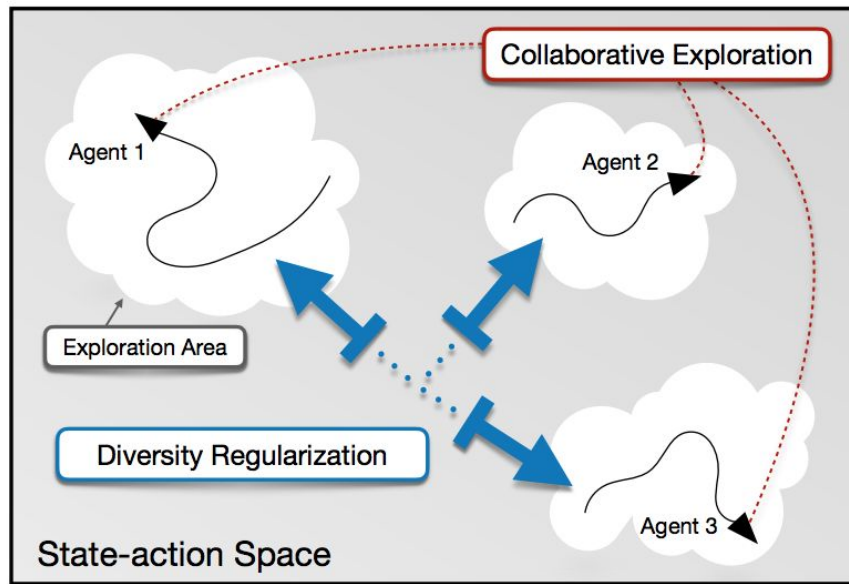 Collaborative Exploration
Agent 1
Agent 2
Exploration Area
Diversity Regularization
Agent 3
State-action Space